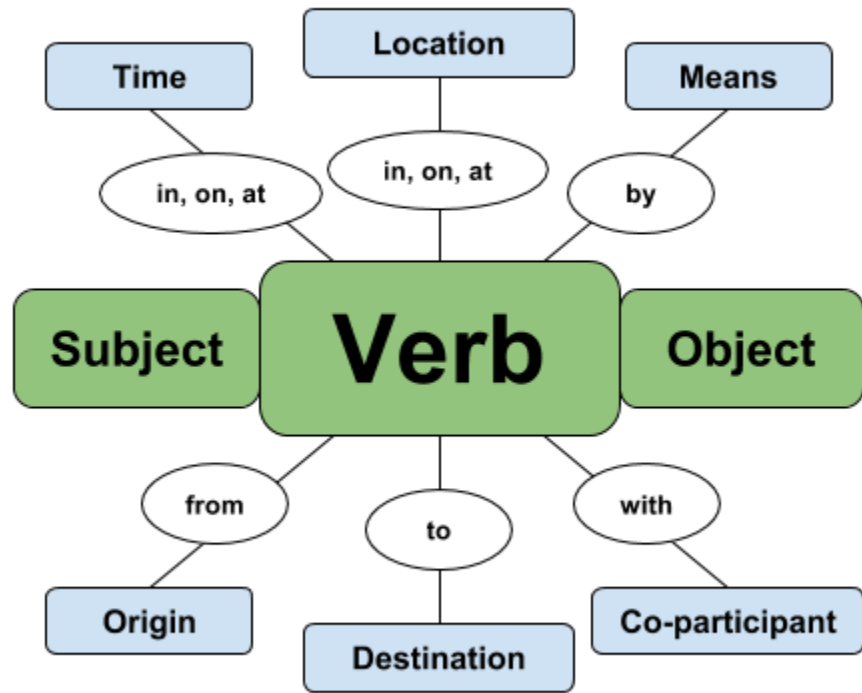 Location
Time
Means
in, on, at
in, on, at
by
Subject
Verb
Object
from
to
with
Origin
Destination
Co-participant